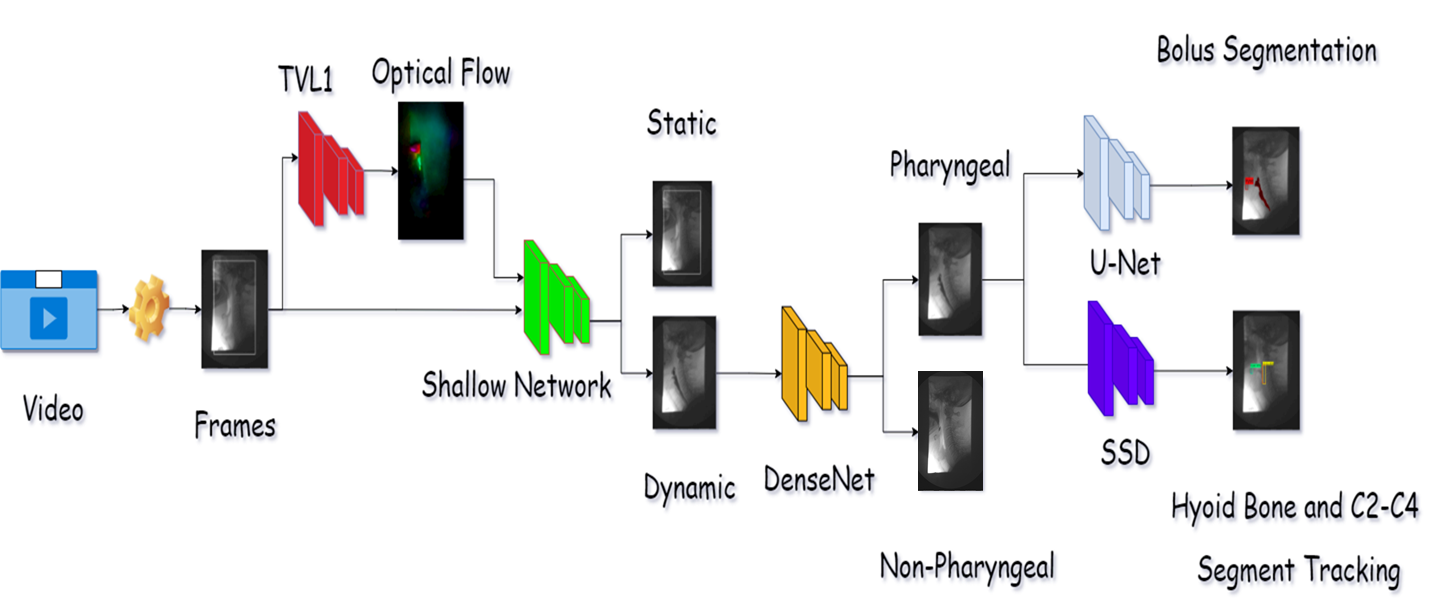 TVL1
Optical Flow
Static
Pharyngeal
Bolus Segmentation
Video
Frames
Shallow Network
Dynamic
DenseNet
Non-Pharyngeal
U-Net
SSD
Hyoid Bone and C2-C4
Segment Tracking